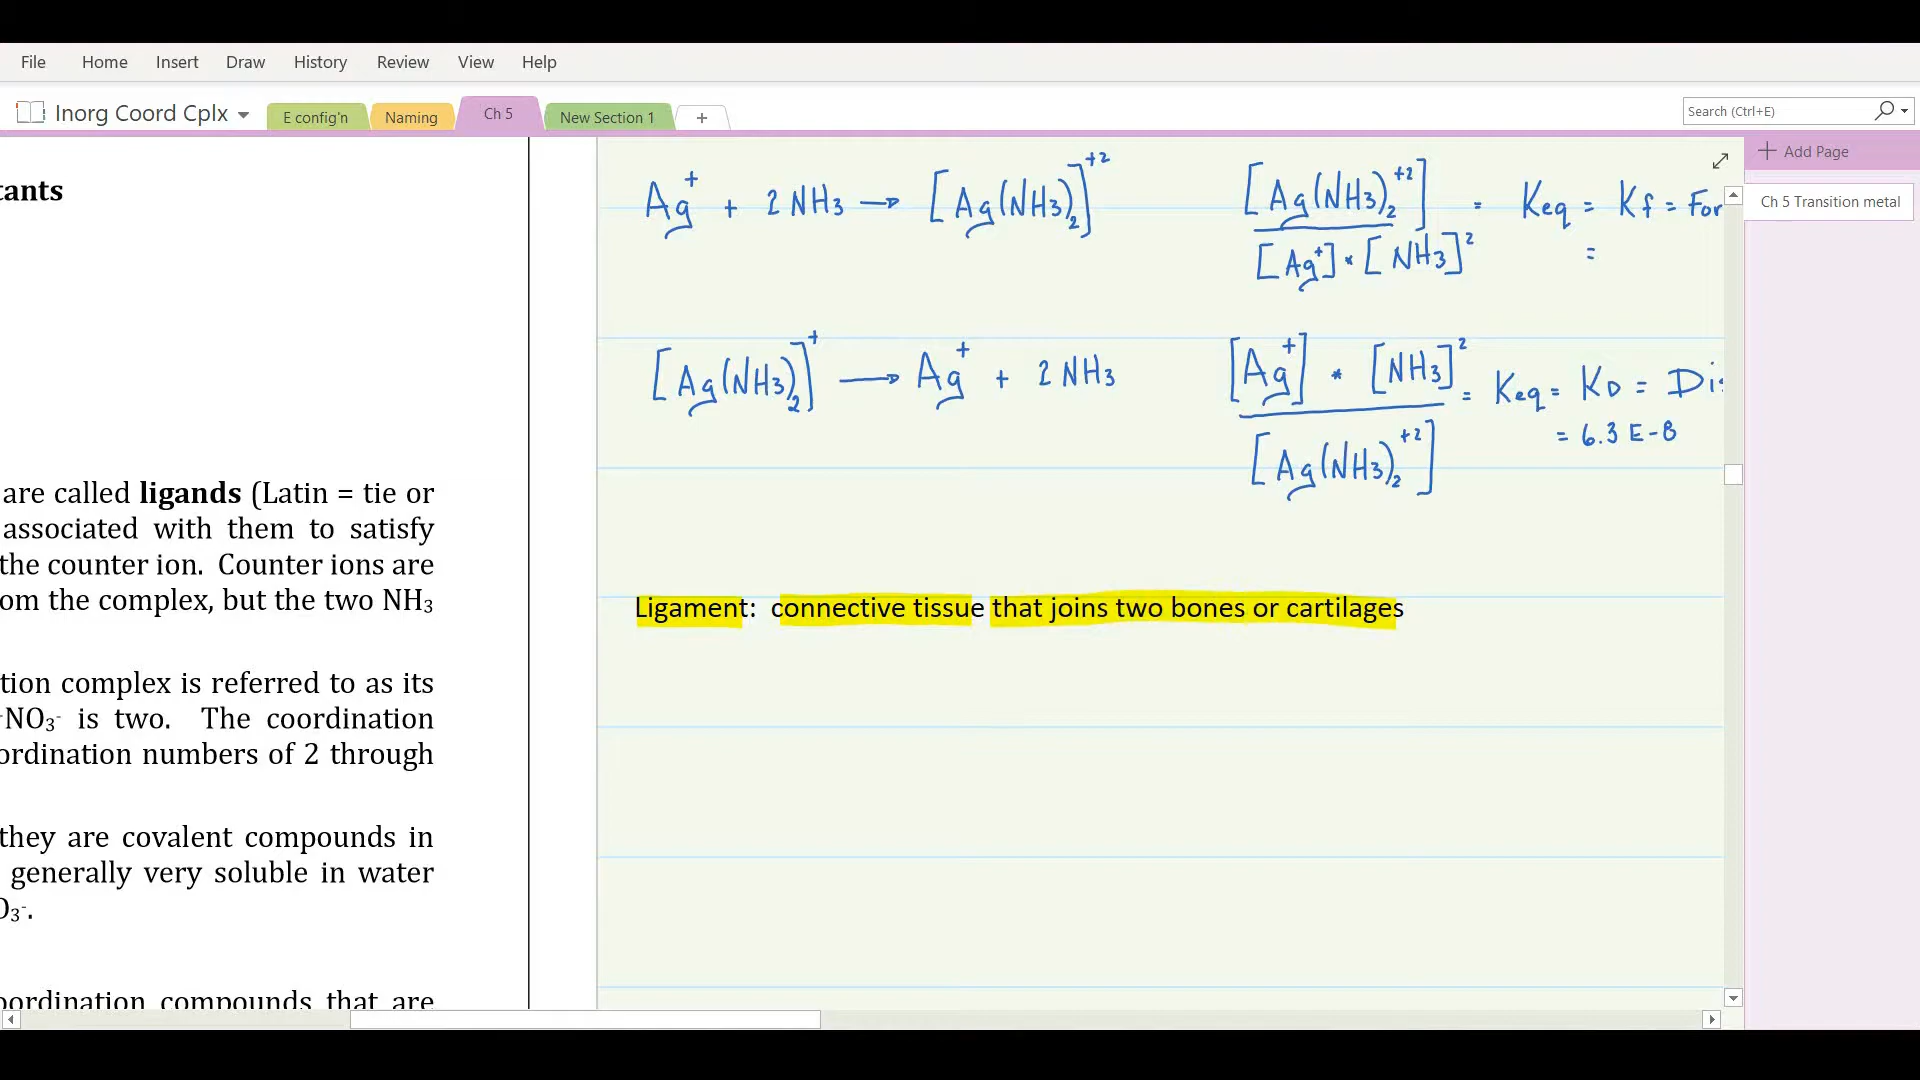 File Home Insert Draw History Review View Help
Inorg Coord Cplx E config'n Naming Ch 5 New Section 1 + Search (Ctrl+E)
Add Page
Ch 5 Transition metal
tants
are called ligands (Latin = tie or
associated with them to satisfy
the counter ion. Counter ions are
om the complex, but the two NH3
tion complex is referred to as its
NO3- is two. The coordination
ordination numbers of 2 through
they are covalent compounds in
generally very soluble in water
O3-.
oordination compounds that are
Ag+ + 2 NH3 → [Ag(NH3)2]+2
[Ag(NH3)2+2] / [Ag+] * [NH3]2 = Keq = Kf = For
=
[Ag(NH3)2]+ → Ag+ + 2 NH3
[Ag+] * [NH3]2 / [Ag(NH3)2+2] = Keq = KD = Dis
= 6.3 E-8
Ligament: connective tissue that joins two bones or cartilages